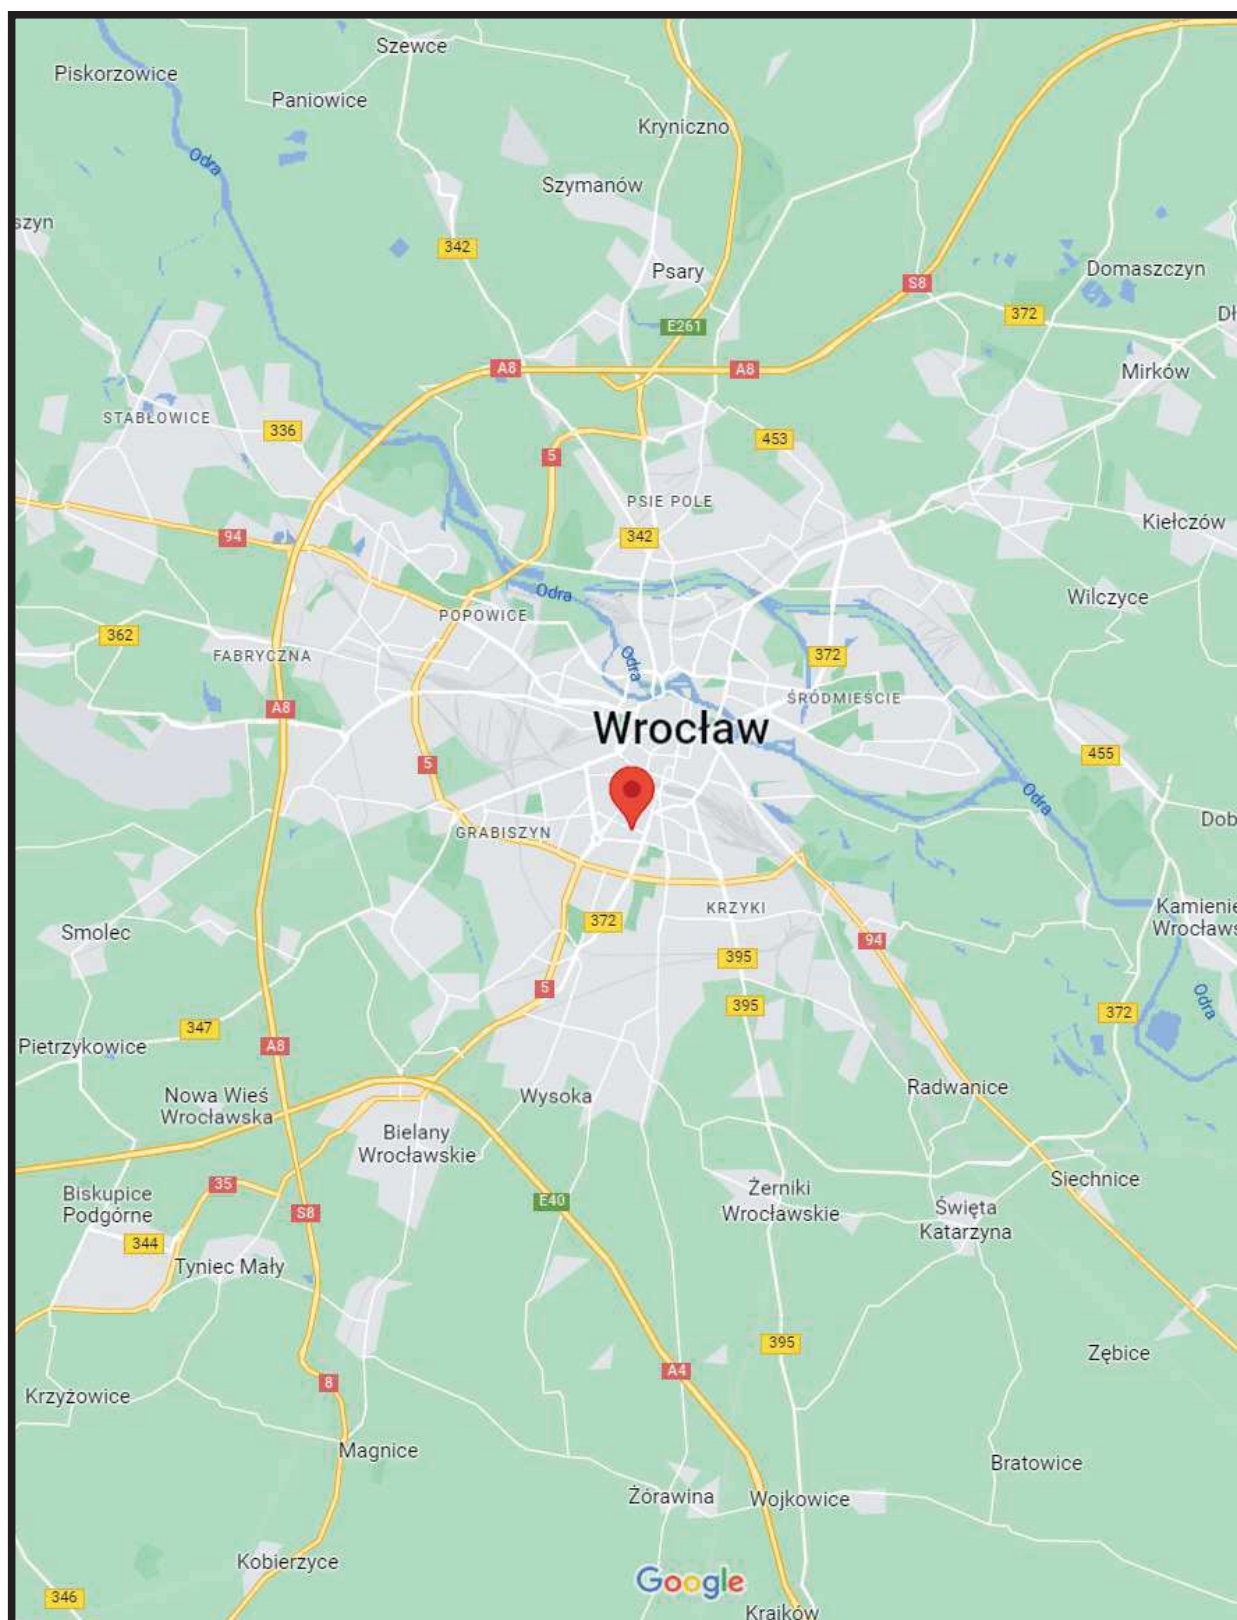 Szewce
Piskorzowice
Paniowice
Kryniczno
Odra
Szymanów
szyn
342
Psary
Domaszczyn
S8
372
Dł
E261
A8
A8
Mirków
STABŁOWICE
336
453
5
PSIE POLE
Kiełczów
94
342
Odra
Wilczyce
POPOWICE
362
FABRYCZNA
Odra
372
ŚRÓDMIEŚCIE
A8
Wrocław
455
5
Odra
GRABISZYN
Dob
KRZYKI
Kamienie
Wrocławs
372
Smolec
94
395
5
Odra
395
372
347
A8
Pietrzykowice
Nowa Wieś
Wrocławska
Wysoka
Radwanice
Bielany
Wrocławskie
35
Siechnice
Biskupice
Podgórne
E40
Żerniki
Wrocławskie
Święta
Katarzyna
S8
344
Tyniec Mały
395
Zębice
A4
8
Krzyżowice
Magnice
Bratowice
Żórawina
Wojkowice
Kobierzyce
Google
346
Krajków